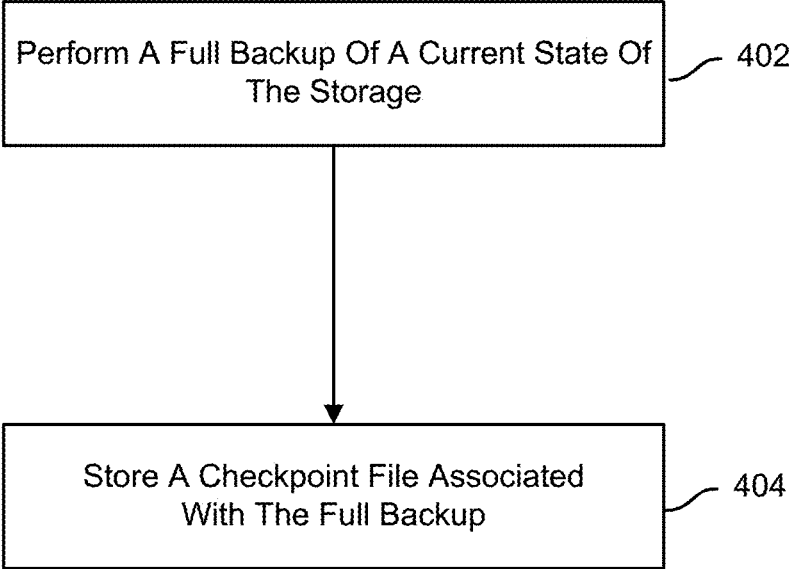 Perform A Full Backup Of A Current State Of
The Storage
402
Store A Checkpoint File Associated
With The Full Backup
404